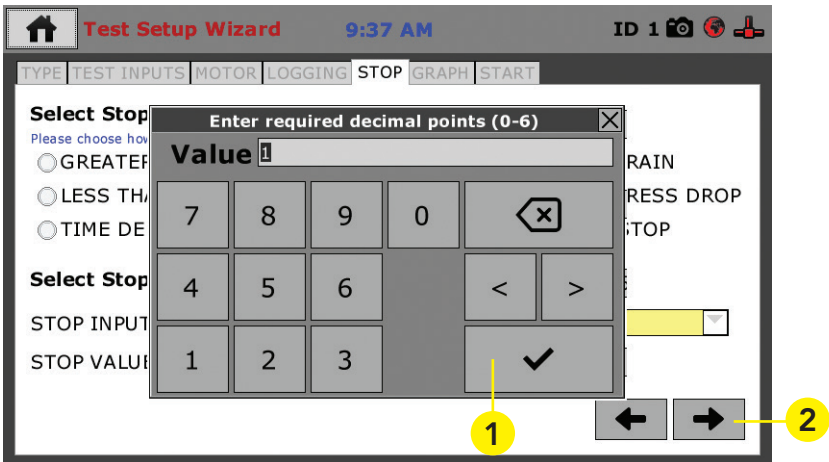 Test Setup Wizard 9:37 AM ID 1
TYPE TEST INPUTS MOTOR LOGGING STOP GRAPH START
Select Stop
Please choose how
GREATER RAIN
LESS THA TRESS DROP
TIME DE STOP
Select Stop
STOP INPUT
STOP VALUE
Enter required decimal points (0-6)
Value 1
7 8 9 0
4 5 6 < >
1 2 3
1
2